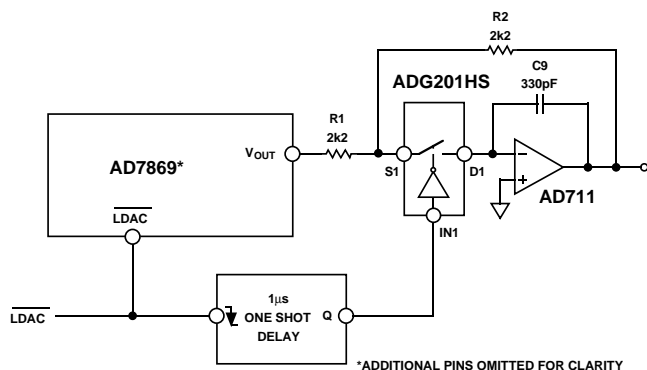 R2
2k2
C9
330pF
ADG201HS
R1
2k2
VOUT
AD7869*
S1
D1
−
+
AD711
LDAC
IN1
1μs
ONE SHOT
DELAY
Q
LDAC
*ADDITIONAL PINS OMITTED FOR CLARITY